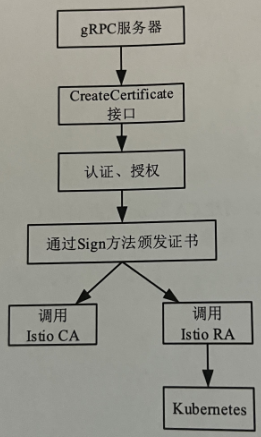 gRPC服务器
CreateCertificate
接口
认证、授权
通过Sign方法颁发证书
调用
Istio CA
调用
Istio RA
Kubernetes